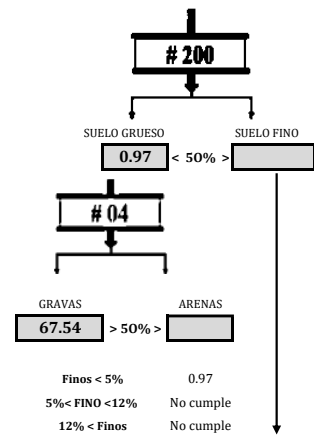 # 200
SUELO GRUESO SUELO FINO
0.97 < 50% >
# 04
GRAVAS ARENAS
67.54 > 50% >
Finos < 5% 0.97
5%< FINO <12% No cumple
12% < Finos No cumple